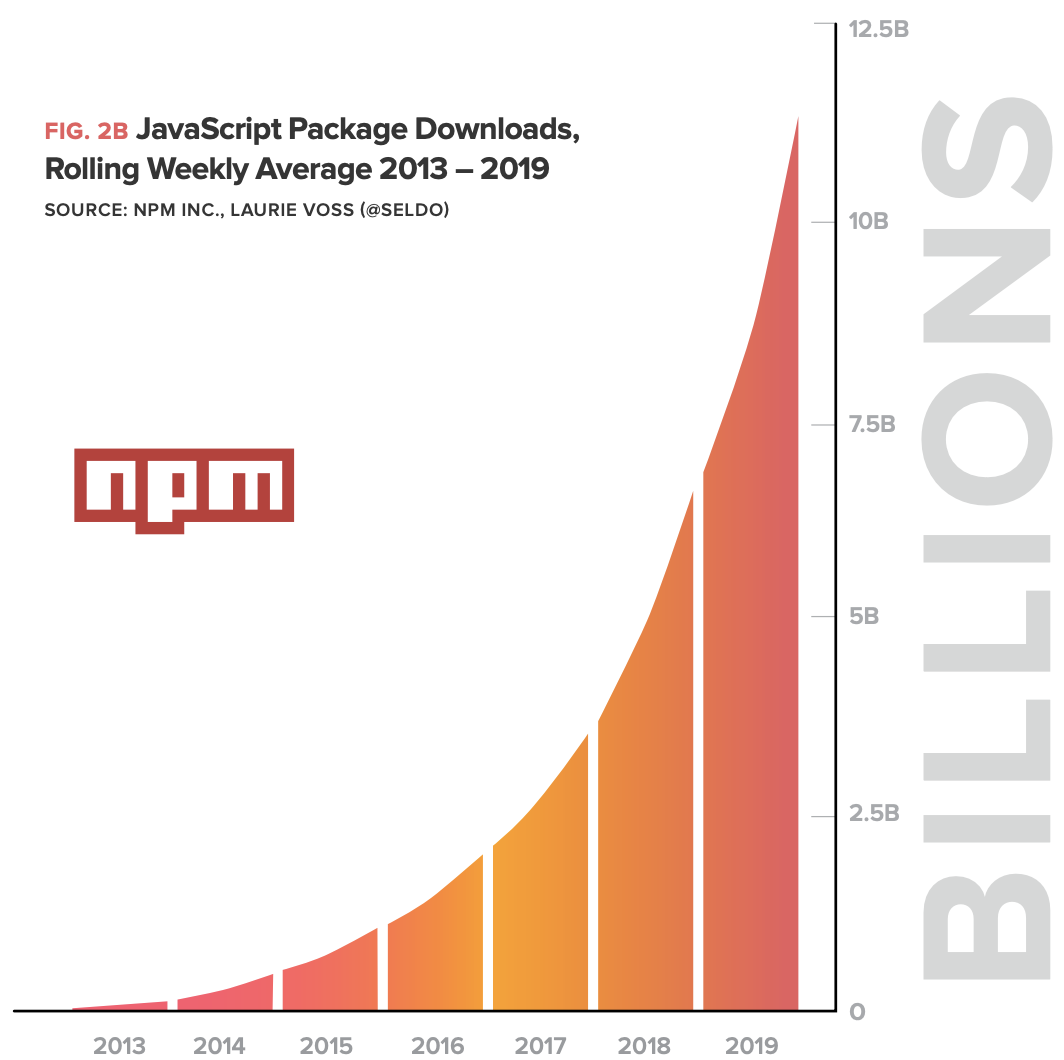 FIG. 2B JavaScript Package Downloads,
Rolling Weekly Average 2013 – 2019
SOURCE: NPM INC., LAURIE VOSS (@SELDO)
npm
12.5B
10B
7.5B
5B
2.5B
0
BILLIONS
2013 2014 2015 2016 2017 2018 2019